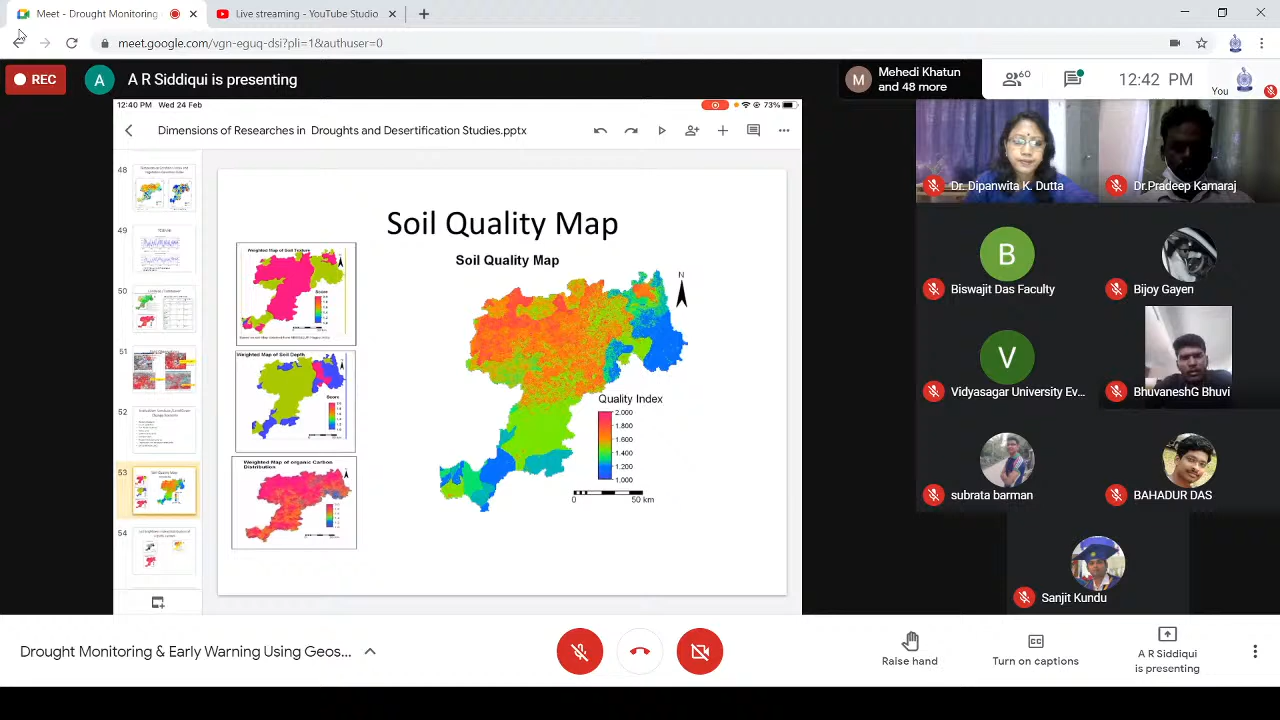 Meet - Drought Monitoring
Live streaming - YouTube Studio
meet.google.com/vgn-eguq-dsi?pli=1&authuser=0
REC
A
A R Siddiqui is presenting
M
Mehedi Khatun
and 48 more
60
12:42 PM
You
12:40 PM Wed 24 Feb
73%
Dimensions of Researches in Droughts and Desertification Studies.pptx
48
49
50
51
52
53
54
Soil Quality Map
Soil Quality Map
Weighted Map of Soil Texture
Score
Weighted Map of Soil Depth
Score
Weighted Map of organic Carbon
Distribution
N
Quality Index
2.000
1.800
1.600
1.400
1.200
1.000
0
50 km
Dr. Dipanwita K. Dutta
Dr.Pradeep Kamaraj
B
Biswajit Das Faculty
Bijoy Gayen
V
Vidyasagar University Ev...
BhuvaneshG Bhuvi
subrata barman
BAHADUR DAS
Sanjit Kundu
Drought Monitoring & Early Warning Using Geos...
Raise hand
Turn on captions
A R Siddiqui
is presenting